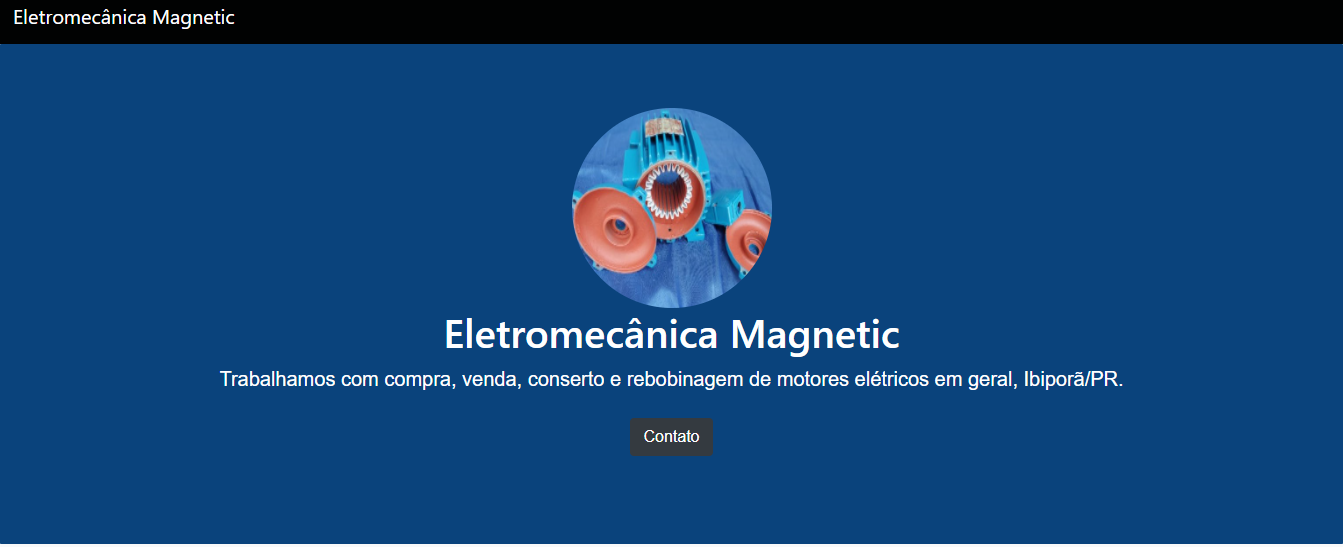 Eletromecânica Magnetic
Eletromecânica Magnetic
Trabalhamos com compra, venda, conserto e rebobinagem de motores elétricos em geral, Ibiporã/PR.
Contato